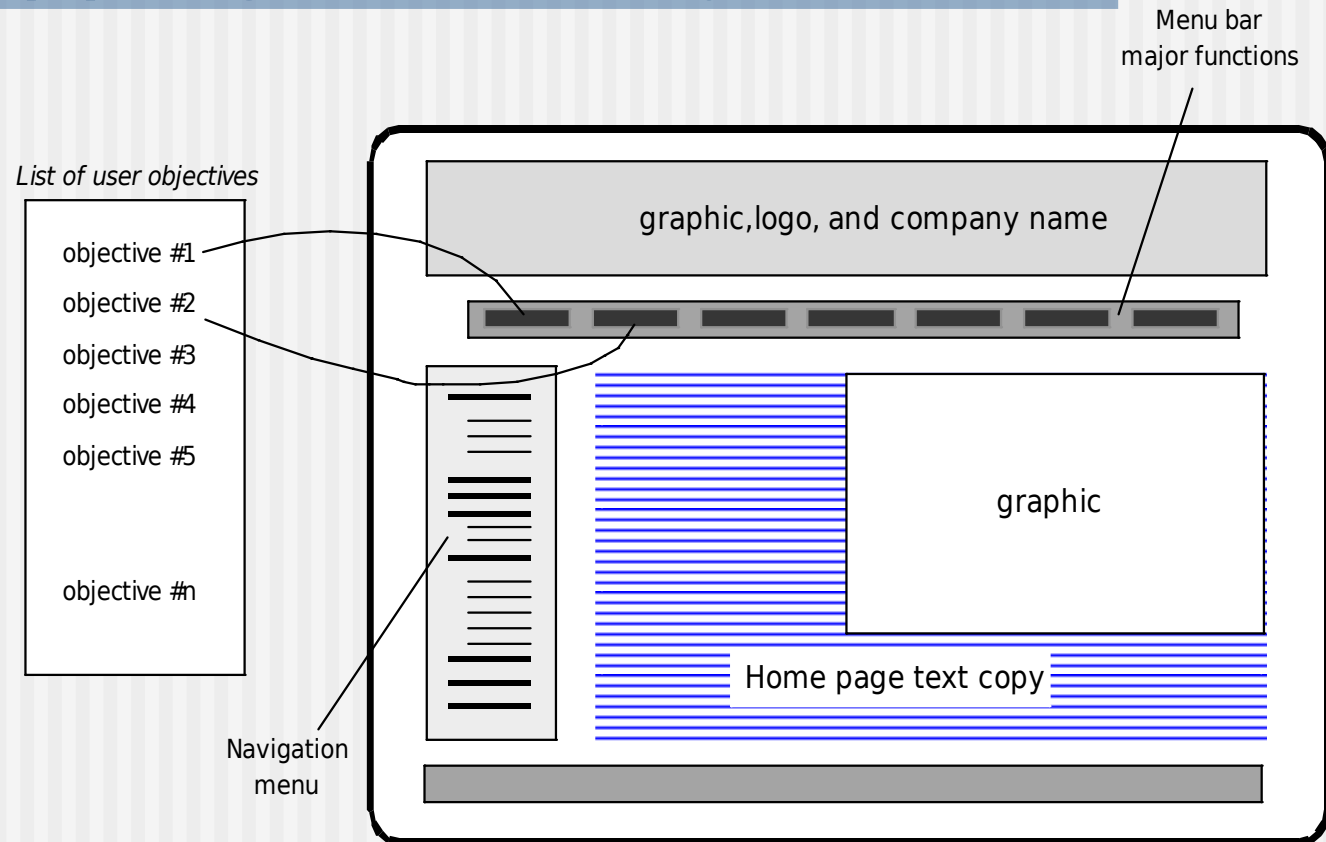 Menu bar
major functions
List of user objectives
objective #1
objective #2
objective #3
objective #4
objective #5
objective #n
graphic,logo, and company name
graphic
Home page text copy
Navigation
menu